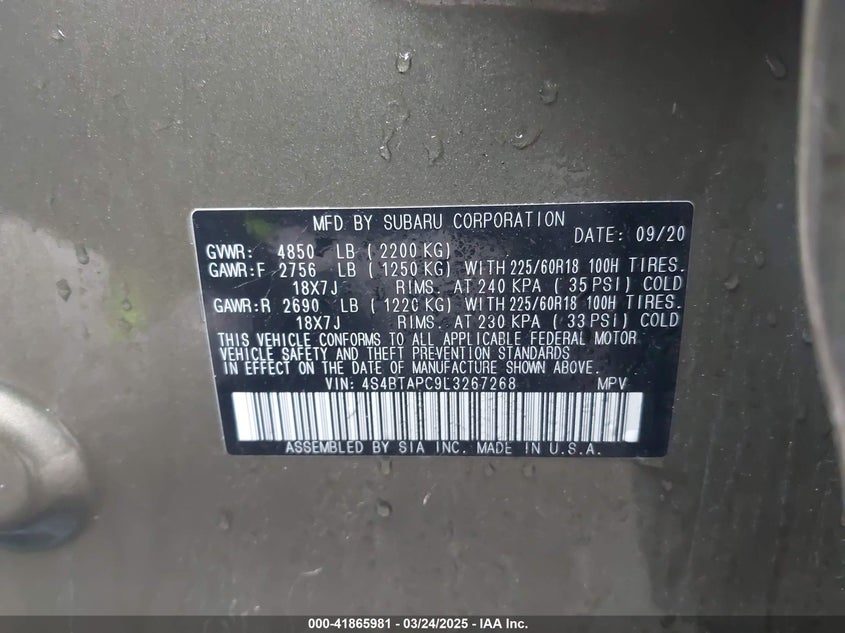 MFD. BY SUBARU CORPORATION
DATE: 09/20
GVWR: 4850 LB (2200 KG)
GAWR:F 2756 LB (1250 KG) WITH 225/60R18 100H TIRES.
18X7J RIMS. AT 240 KPA (35 PSI) COLD
GAWR:R 2690 LB (1220 KG) WITH 225/60R18 100H TIRES.
18X7J RIMS. AT 230 KPA (33 PSI) COLD
THIS VEHICLE CONFORMS TO ALL APPLICABLE FEDERAL MOTOR
VEHICLE SAFETY AND THEFT PREVENTION STANDARDS
IN EFFECT ON THE DATE OF MANUFACTURE SHOWN ABOVE.
VIN: 4S4BTAPC9L3267268 MPV
ASSEMBLED BY SIA INC. MADE IN U.S.A.
000-41865981 - 03/24/2025 - IAA Inc.